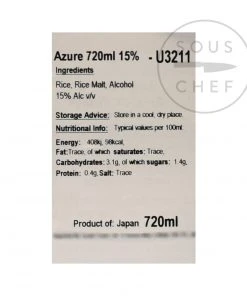 SOUS
CHEF
Azure 720ml 15% - U3211
Ingredients
Rice, Rice Malt, Alcohol
15% Alc v/v
Storage Advice: Store in a cool, dry place
Nutritional Info: Typical values per 100ml:
Energy: 408kj, 98kcal,
Fat:Trace, of which saturates: Trace,
Carbohydrates: 3.1g, of which sugars: 1.4g,
Protein: 0.4g, Salt: Trace
Product of: Japan 720ml